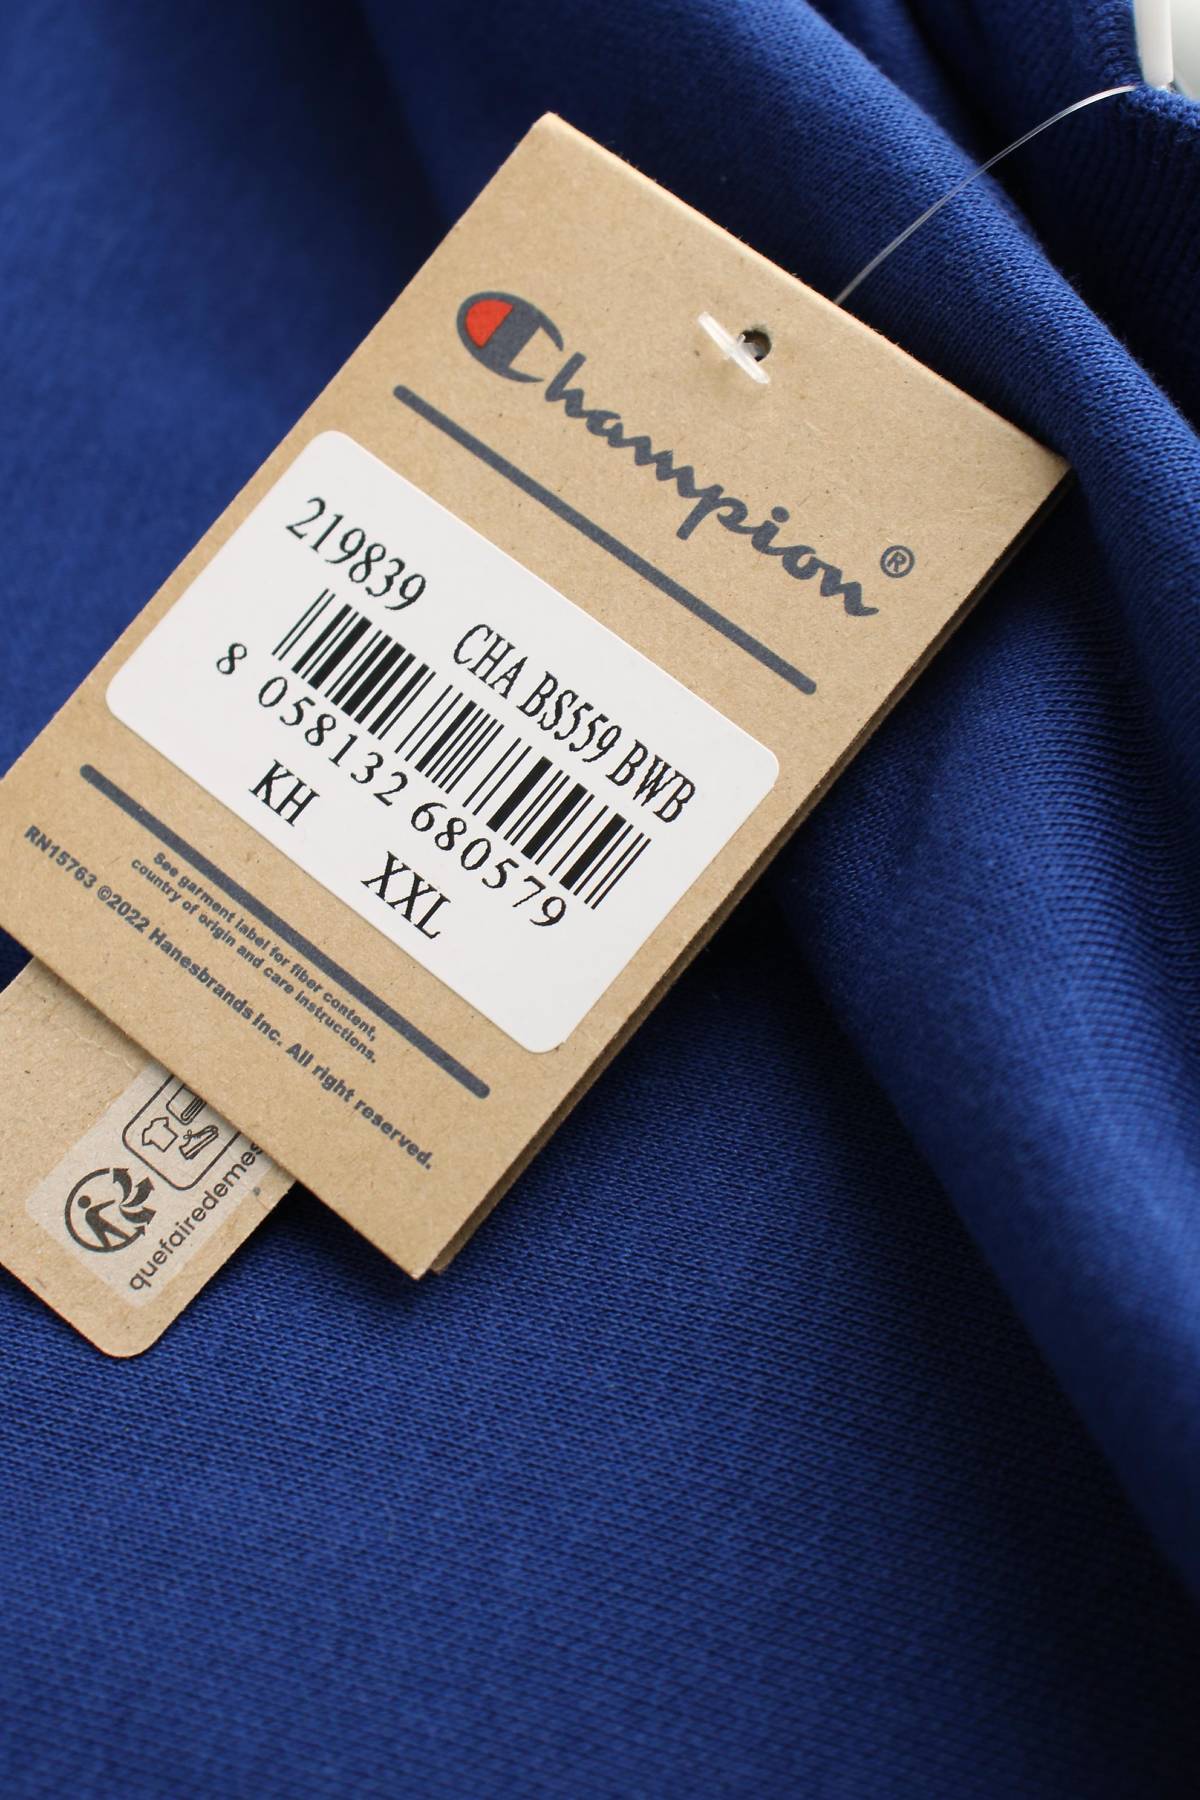 Champion®
219839
CHA BS559 BWB
8 058132 680579
KH XXL
See garment label for fiber content,
country of origin and care instructions.
RN15763 ©2022 Hanesbrands Inc. All right reserved.
quefairedemes